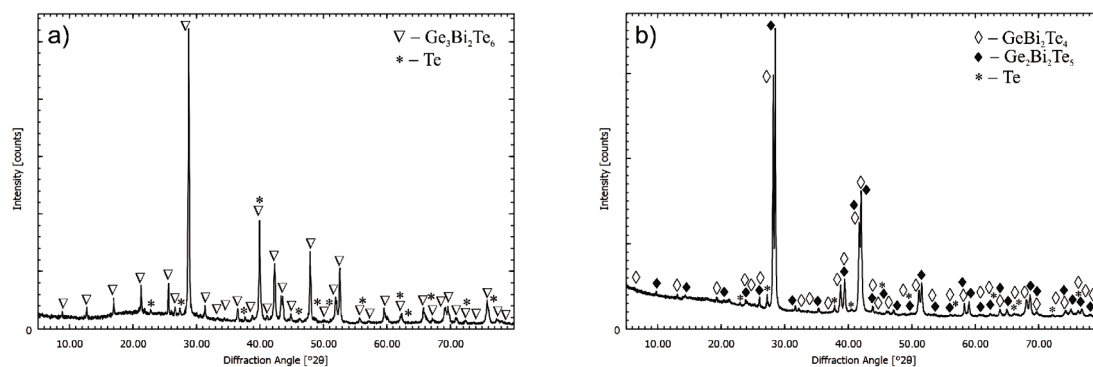 a)
▽ – Ge₃Bi₂Te₆
* – Te
Intensity [counts]
0
10.00 20.00 30.00 40.00 50.00 60.00 70.00
Diffraction Angle [°2θ]
b)
◇ – GeBi₂Te₄
◆ – Ge₂Bi₂Te₅
* – Te
Intensity [counts]
0
10.00 20.00 30.00 40.00 50.00 60.00 70.00
Diffraction Angle [°2θ]